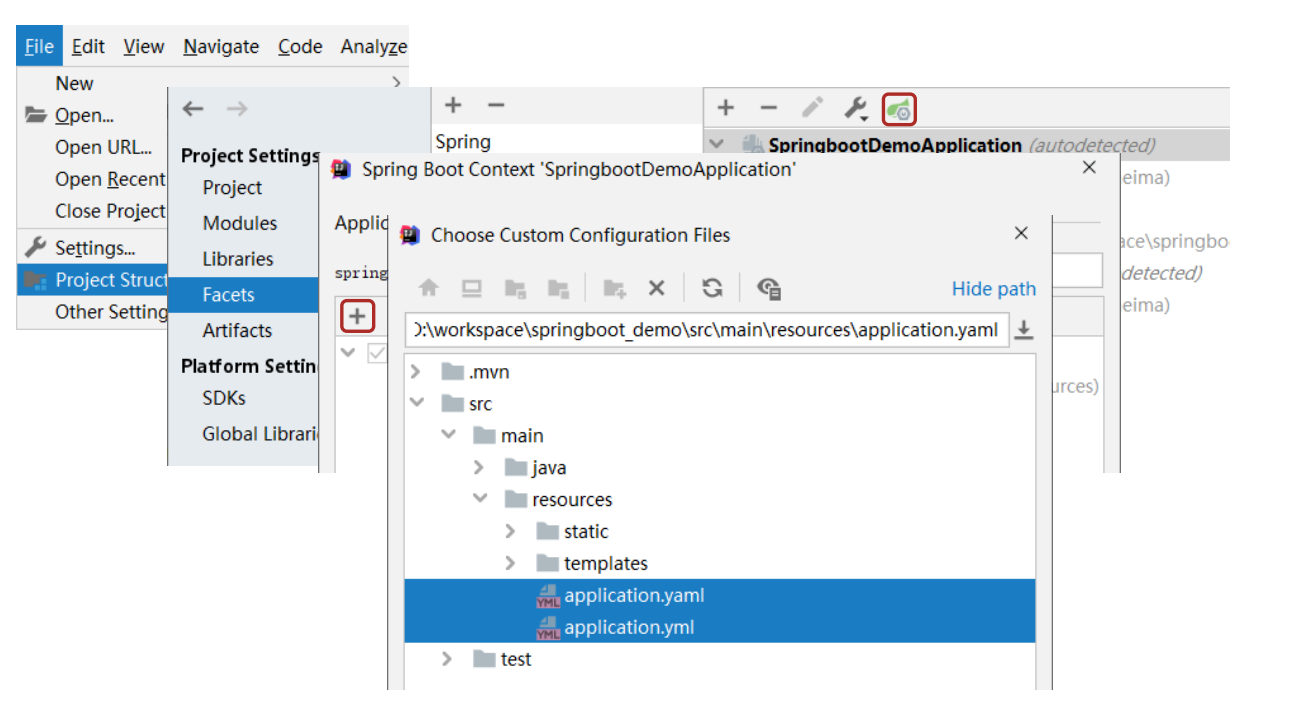 File Edit View Navigate Code Analyze
New
Open...
Open URL...
Open Recent
Close Project
Settings...
Project Struct
Other Setting
Project Settings
Project
Modules
Libraries
Facets
Artifacts
Platform Settin
SDKs
Global Librari
Spring
SpringbootDemoApplication (autodetected)
eima)
ace\springbo
detected)
eima)
Spring Boot Context 'SpringbootDemoApplication'
Applic
spring
urces)
Choose Custom Configuration Files
Hide path
D:\workspace\springboot_demo\src\main\resources\application.yaml
.mvn
src
main
java
resources
static
templates
YML application.yaml
YML application.yml
test